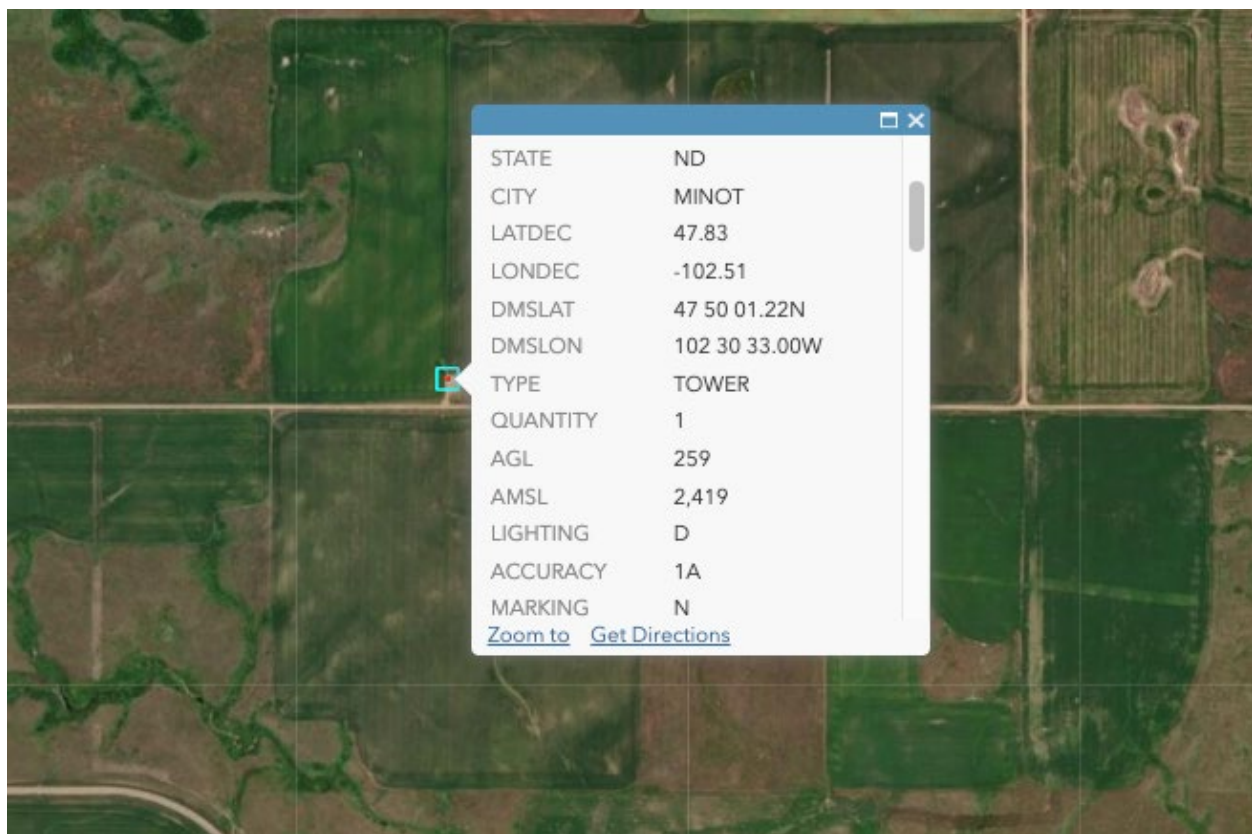 STATE ND
CITY MINOT
LATDEC 47.83
LONDEC -102.51
DMSLAT 47 50 01.22N
DMSLON 102 30 33.00W
TYPE TOWER
QUANTITY 1
AGL 259
AMSL 2,419
LIGHTING D
ACCURACY 1A
MARKING N
Zoom to Get Directions